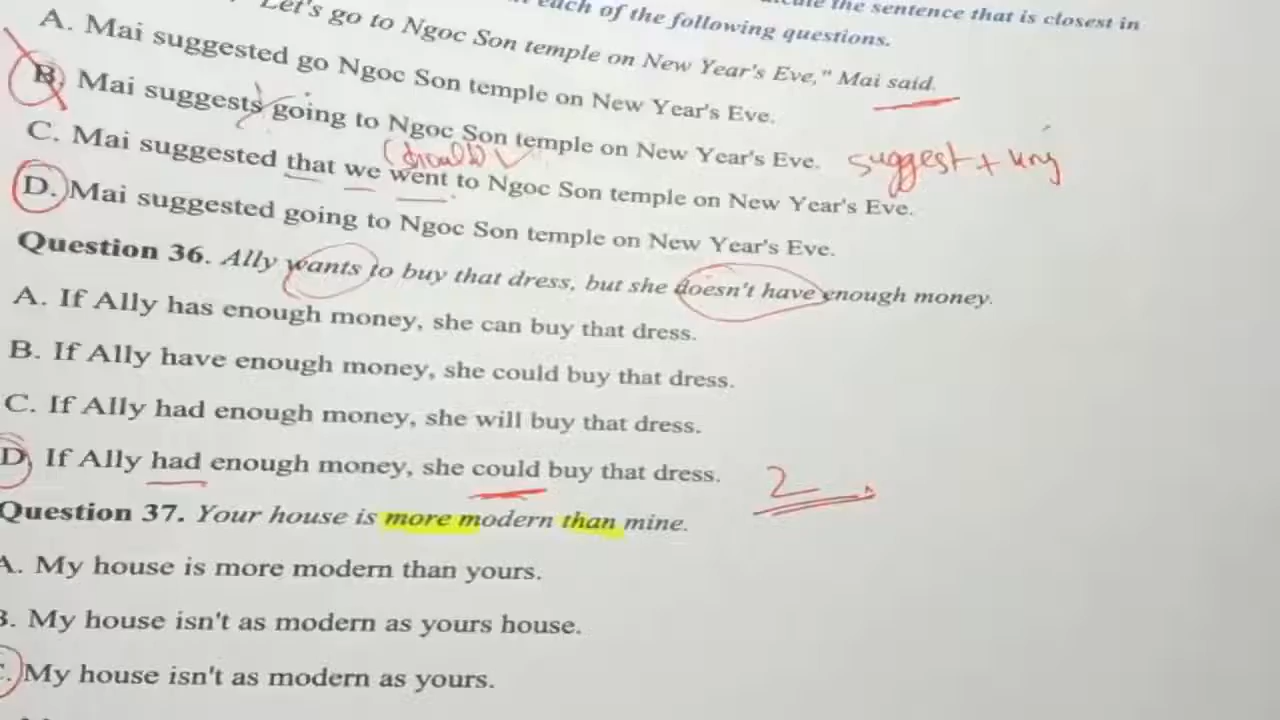 the sentence that is closest in
each of the following questions.
Let's go to Ngoc Son temple on New Year's Eve," Mai said.
A. Mai suggested go Ngoc Son temple on New Year's Eve.
B. Mai suggests going to Ngoc Son temple on New Year's Eve.
suggest + Ving
(should)
C. Mai suggested that we went to Ngoc Son temple on New Year's Eve.
D. Mai suggested going to Ngoc Son temple on New Year's Eve.
Question 36. Ally wants to buy that dress, but she doesn't have enough money.
A. If Ally has enough money, she can buy that dress.
B. If Ally have enough money, she could buy that dress.
C. If Ally had enough money, she will buy that dress.
D. If Ally had enough money, she could buy that dress.
2
Question 37. Your house is more modern than mine.
A. My house is more modern than yours.
B. My house isn't as modern as yours house.
C. My house isn't as modern as yours.